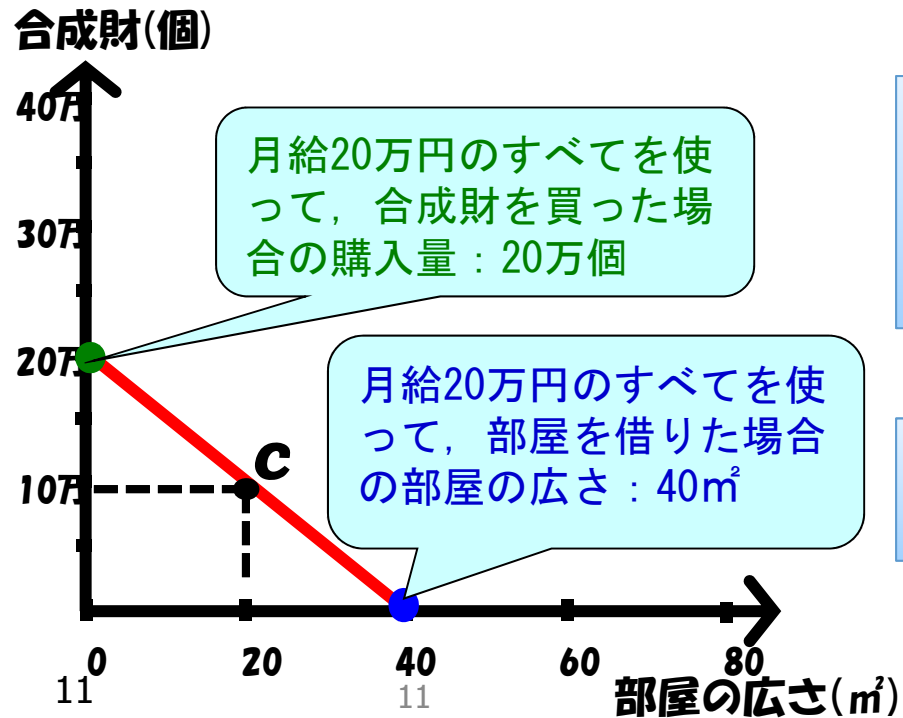 合成財(個)
40万
月給20万円のすべてを使
って，合成財を買った場
合の購入量：20万個
30万
20万
月給20万円のすべてを使
って，部屋を借りた場合
の部屋の広さ：40㎡
C
10万
0 20 40 60 80
部屋の広さ(㎡)
11
11